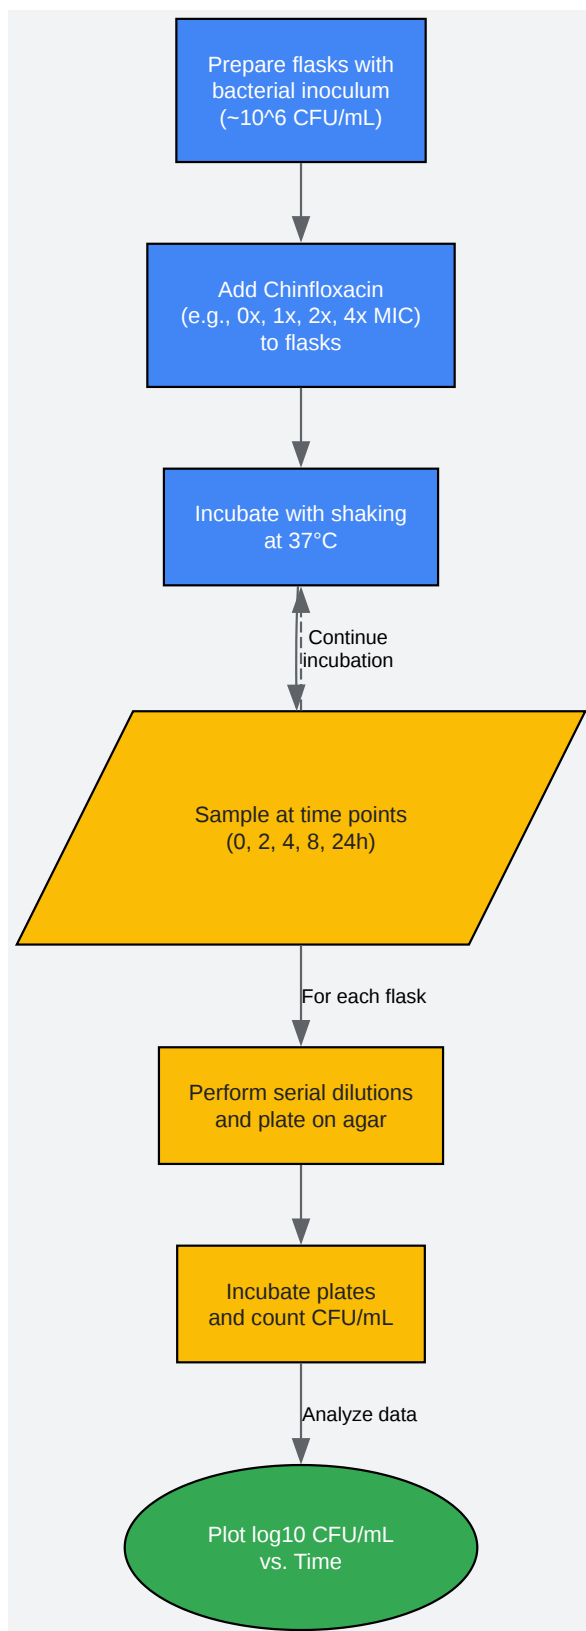 Prepare flasks with
bacterial inoculum
(~10^6 CFU/mL)
Add Chinfloxacin
(e.g., 0x, 1x, 2x, 4x MIC)
to flasks
Incubate with shaking
at 37°C
Continue
incubation
Sample at time points
(0, 2, 4, 8, 24h)
For each flask
Perform serial dilutions
and plate on agar
Incubate plates
and count CFU/mL
Analyze data
Plot log10 CFU/mL
vs. Time